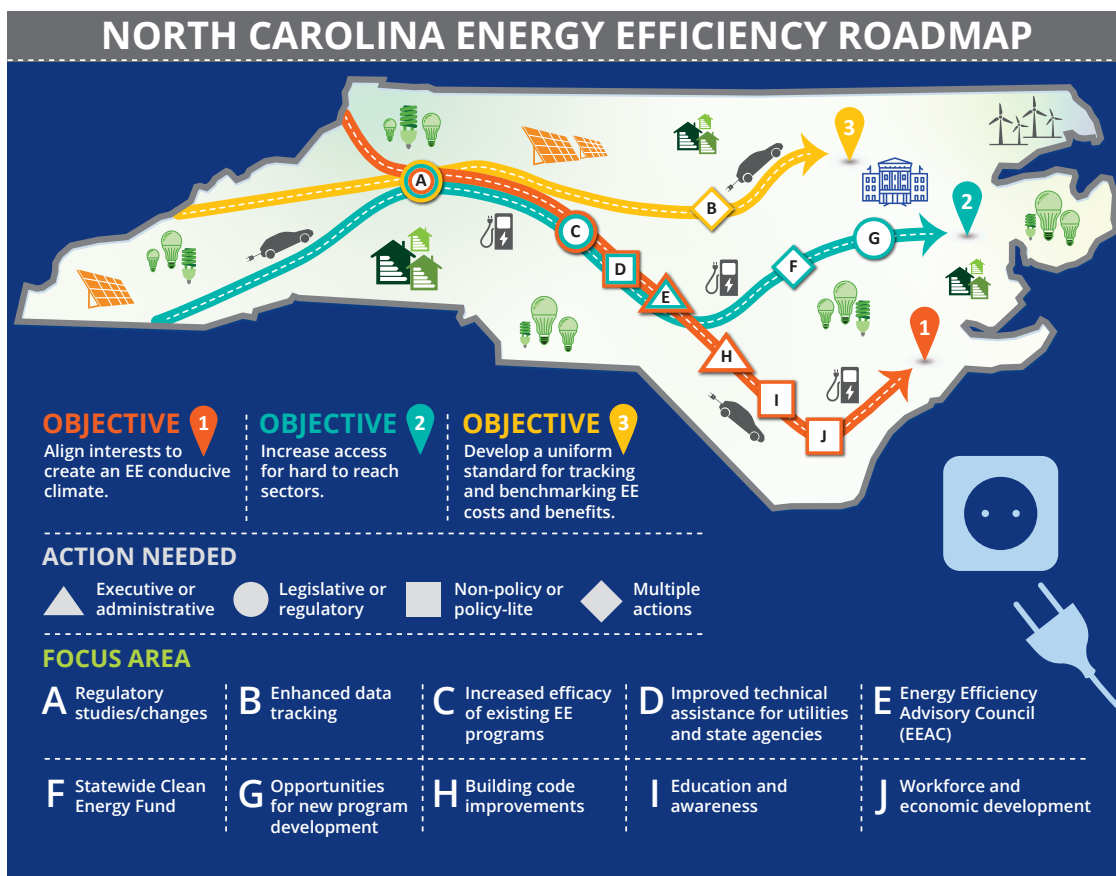 NORTH CAROLINA ENERGY EFFICIENCY ROADMAP
A
B
C
D
E
F
G
H
I
J
3
2
1
OBJECTIVE 1
Align interests to
create an EE conducive
climate.
OBJECTIVE 2
Increase access
for hard to reach
sectors.
OBJECTIVE 3
Develop a uniform
standard for tracking
and benchmarking EE
costs and benefits.
ACTION NEEDED
Executive or
administrative
Legislative or
regulatory
Non-policy or
policy-lite
Multiple
actions
FOCUS AREA
A Regulatory
studies/changes
B Enhanced data
tracking
C Increased efficacy
of existing EE
programs
D Improved technical
assistance for utilities
and state agencies
E Energy Efficiency
Advisory Council
(EEAC)
F Statewide Clean
Energy Fund
G Opportunities
for new program
development
H Building code
improvements
I Education and
awareness
J Workforce and
economic development